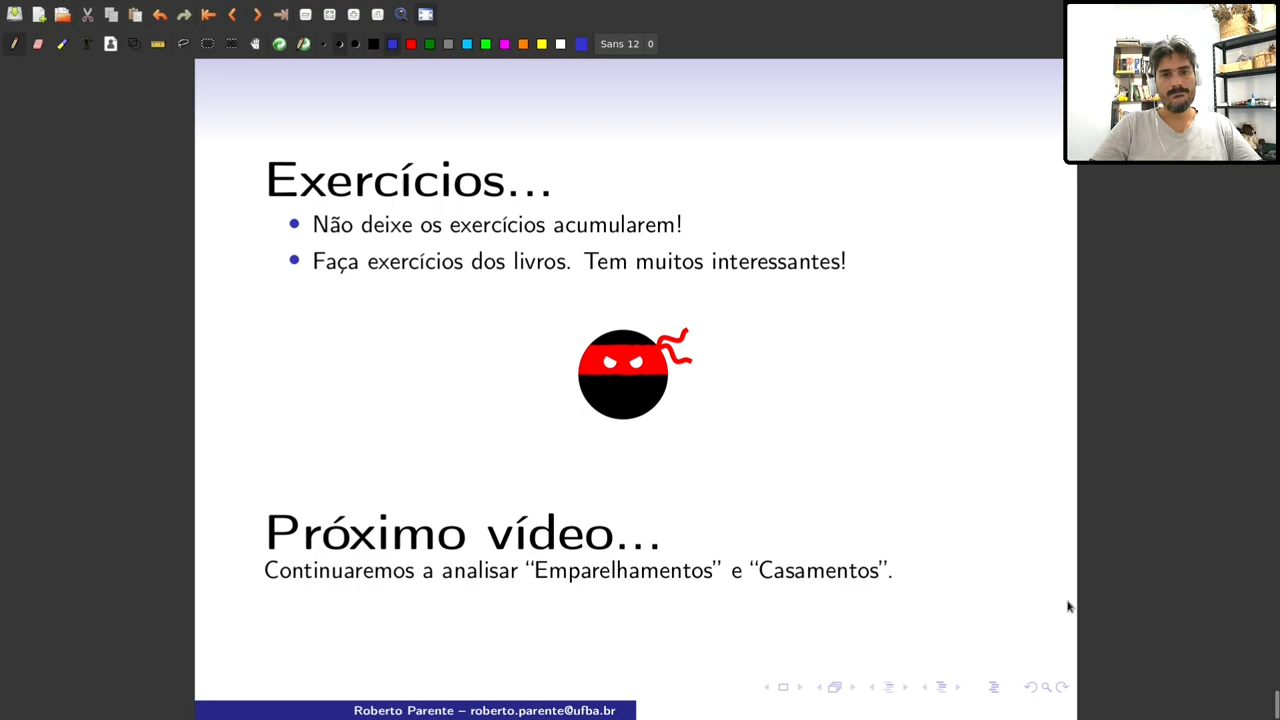 Sans 12 0
Exercícios...
Não deixe os exercícios acumularem!
Faça exercícios dos livros. Tem muitos interessantes!
Próximo vídeo...
Continuaremos a analisar “Emparelhamentos” e “Casamentos”.
Roberto Parente – roberto.parente@ufba.br